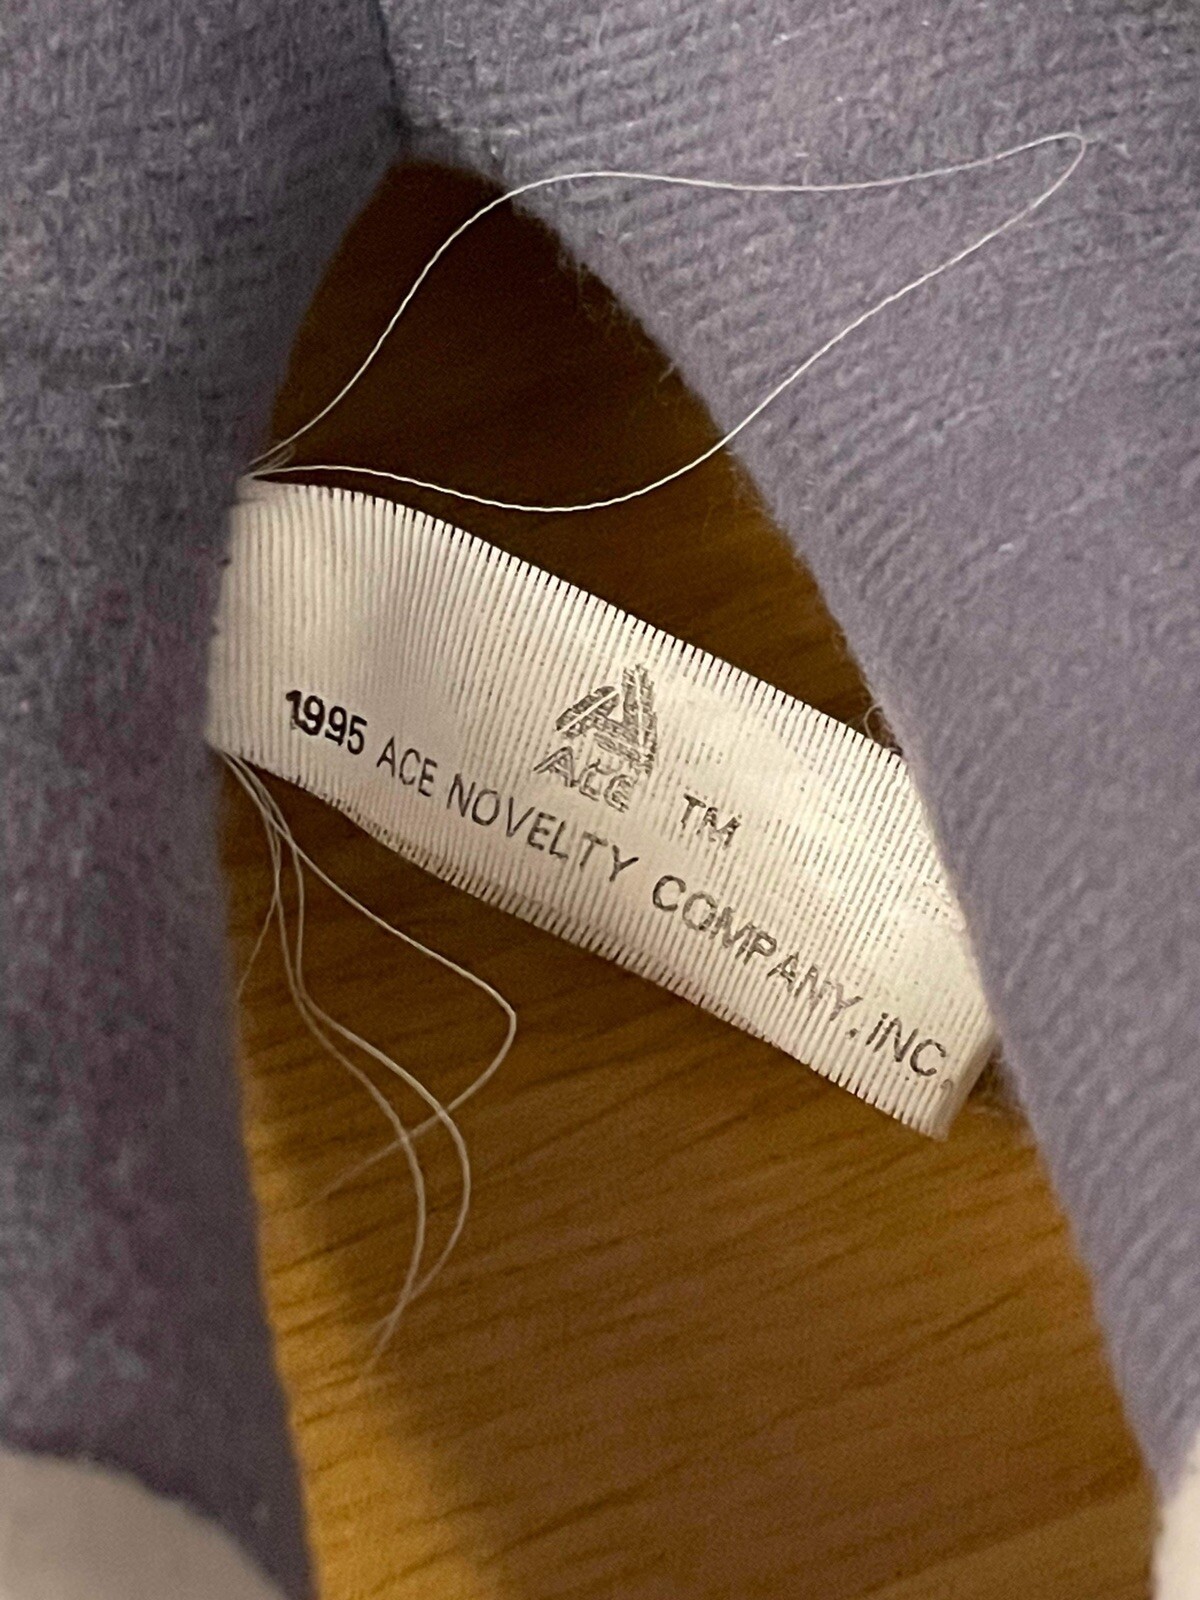 ACE TM
1995 ACE NOVELTY COMPANY, INC.